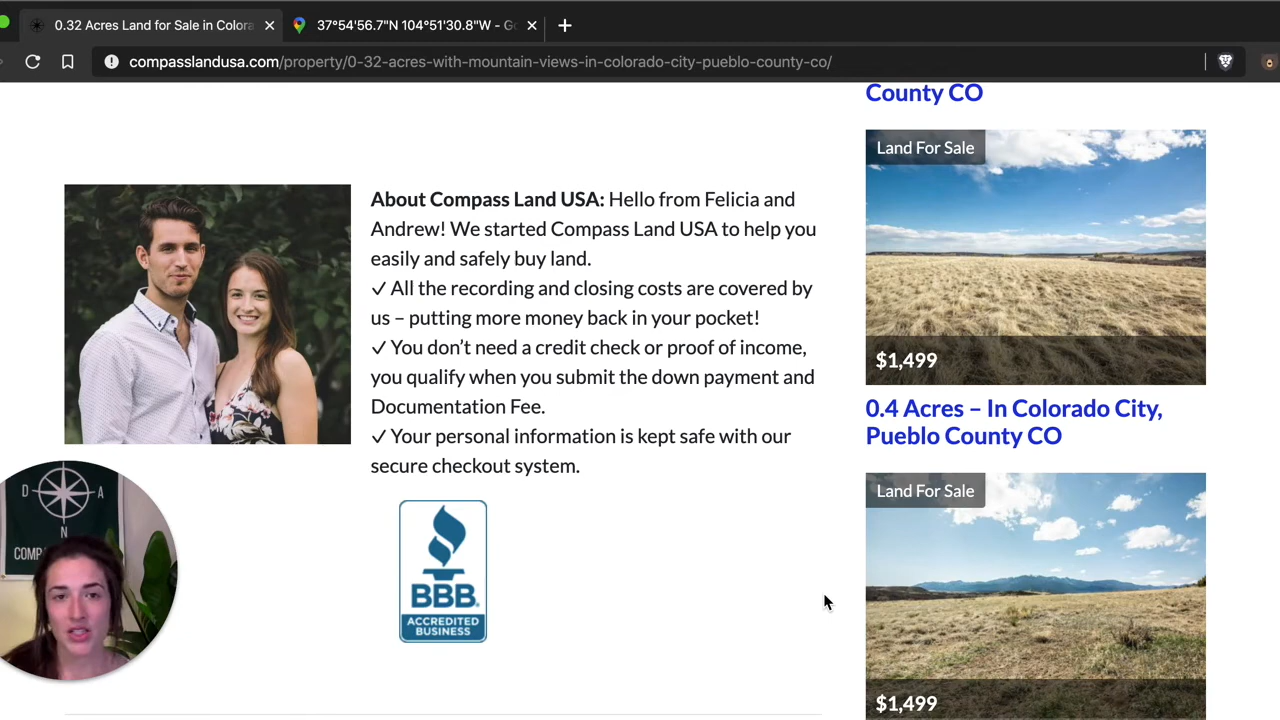 0.32 Acres Land for Sale in Colora
37°54'56.7"N 104°51'30.8"W - Go
compasslandusa.com/property/0-32-acres-with-mountain-views-in-colorado-city-pueblo-county-co/
About Compass Land USA: Hello from Felicia and
Andrew! We started Compass Land USA to help you
easily and safely buy land.
✓ All the recording and closing costs are covered by
us – putting more money back in your pocket!
✓ You don't need a credit check or proof of income,
you qualify when you submit the down payment and
Documentation Fee.
✓ Your personal information is kept safe with our
secure checkout system.
BBB.
ACCREDITED
BUSINESS
D A
N
COMP
County CO
Land For Sale
$1,499
0.4 Acres – In Colorado City,
Pueblo County CO
Land For Sale
$1,499